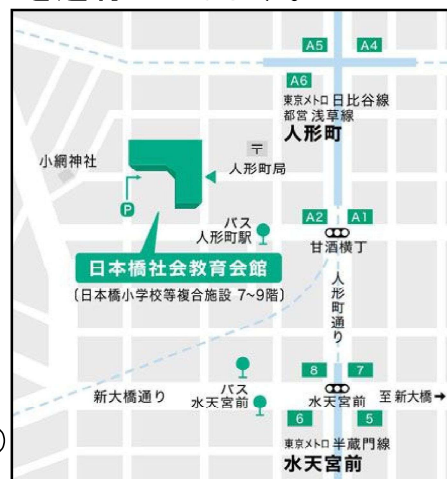 A5
A4
A6
東京メトロ 日比谷線
都営 浅草線
人形町
〒
人形町局
小網神社
P
バス
人形町駅
A2
A1
甘酒横丁
日本橋社会教育会館
(日本橋小学校等複合施設 7~9階)
人形町通り
8
7
バス
水天宮前
新大橋通り
水天宮前
至 新大橋→
6
5
東京メトロ 半蔵門線
水天宮前